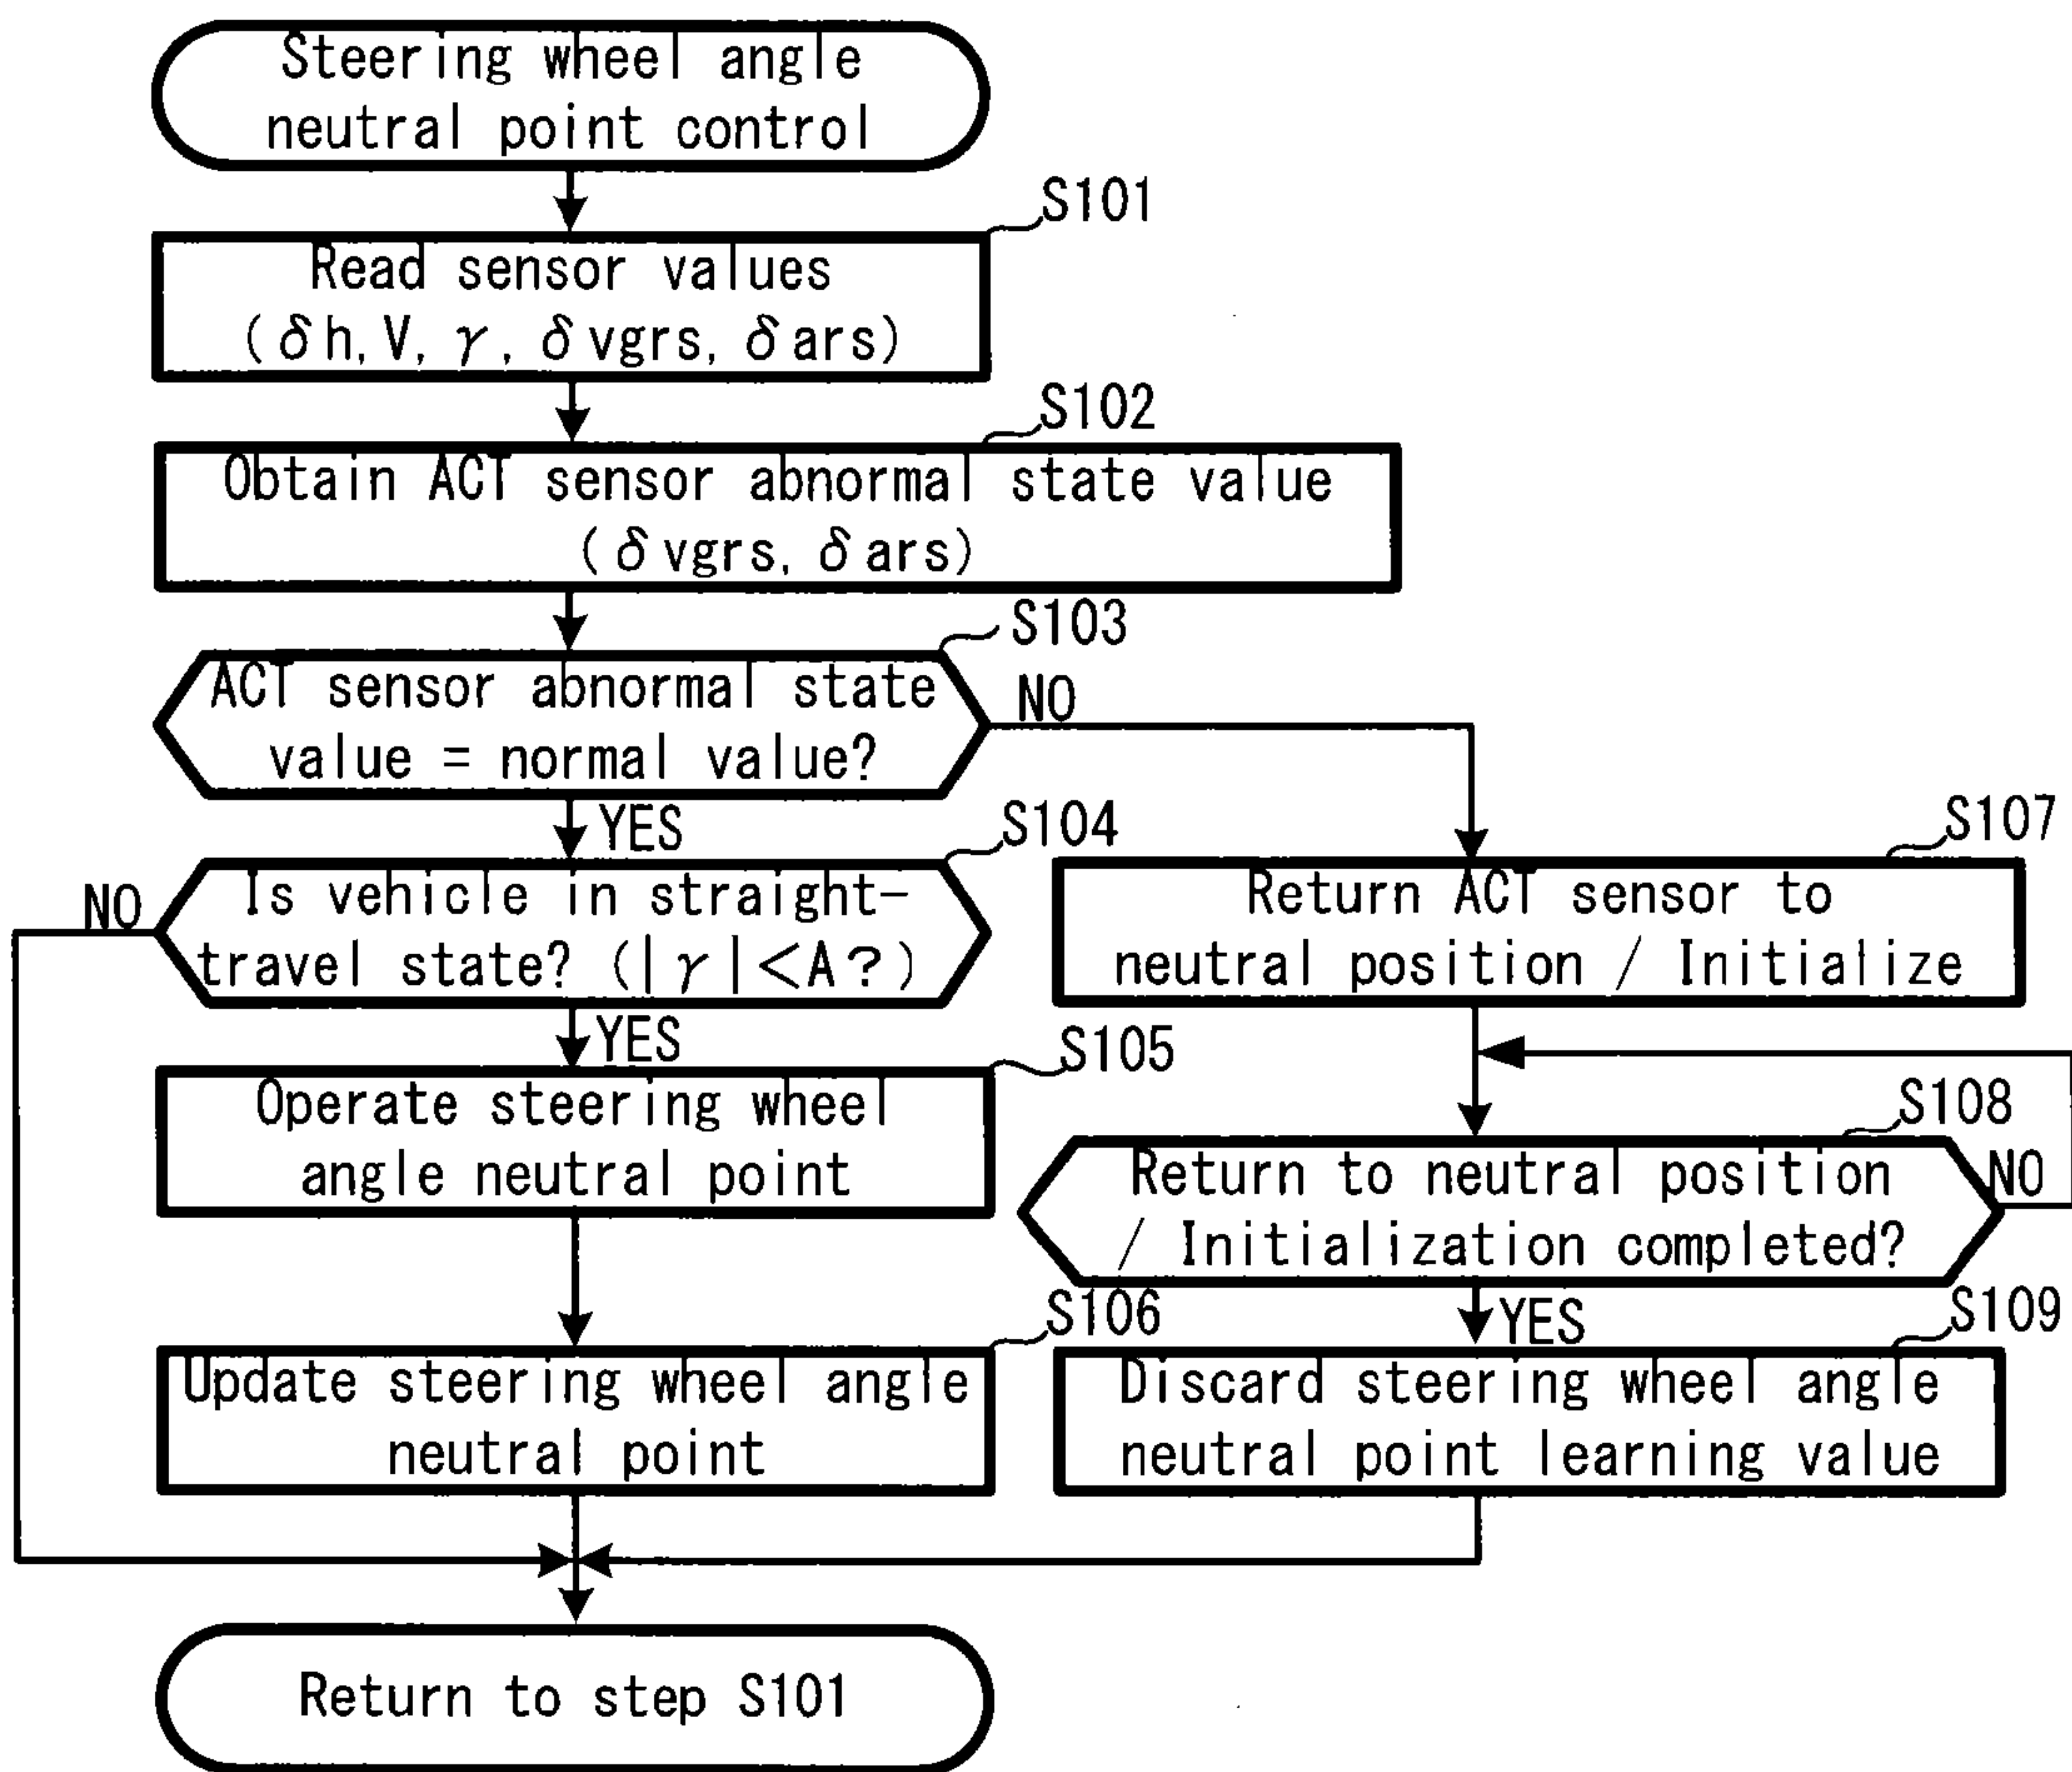 Steering wheel angle
neutral point control
S101
Read sensor values
(δh, V, γ, δvgrs, δars)
S102
Obtain ACT sensor abnormal state value
(δvgrs, δars)
S103
ACT sensor abnormal state
value = normal value?
NO
YES
S104
NO
Is vehicle in straight-
travel state? (|γ|<A?)
S107
Return ACT sensor to
neutral position / Initialize
YES
S105
Operate steering wheel
angle neutral point
S108
Return to neutral position
/ Initialization completed?
NO
YES
S106
Update steering wheel angle
neutral point
S109
Discard steering wheel angle
neutral point learning value
Return to step S101